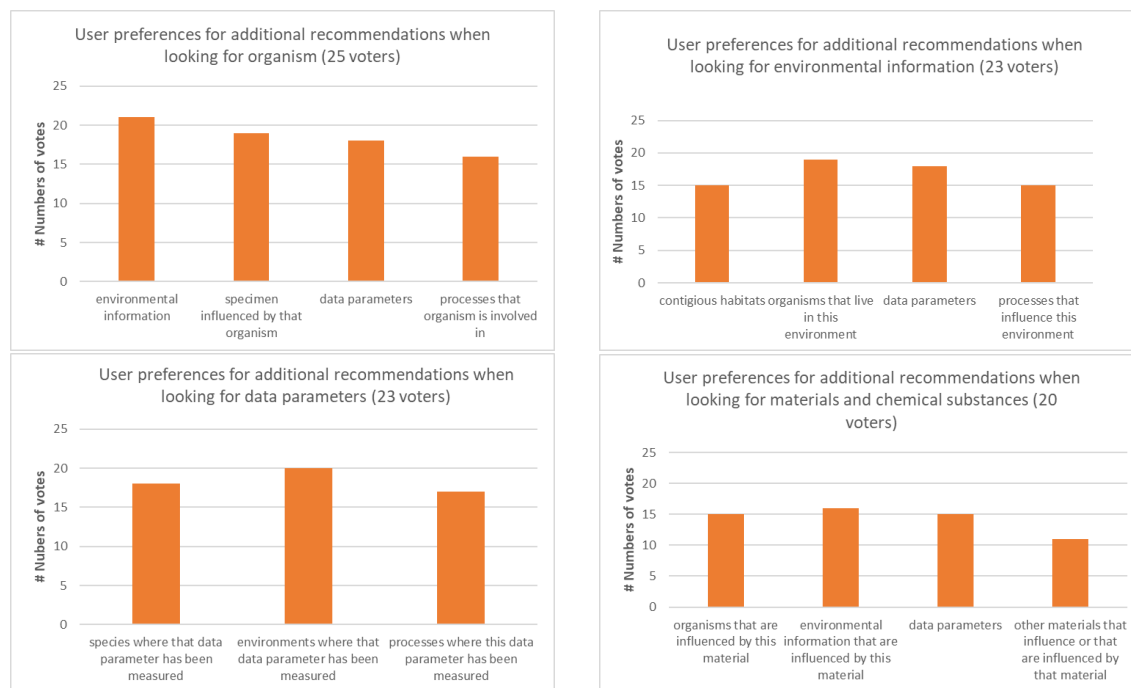 User preferences for additional recommendations when
looking for organism (25 voters)
# Numbers of votes
25
20
15
10
5
0
environmental
information
specimen
influenced by that
organism
data parameters
processes that
organism is involved
in
User preferences for additional recommendations when
looking for environmental information (23 voters)
# Numbers of votes
25
20
15
10
5
0
contigious habitats
organisms that live
in this
environment
data parameters
processes that
influence this
environment
User preferences for additional recommendations when
looking for data parameters (23 voters)
# Nubers of votes
25
20
15
10
5
0
species where that data
parameter has been
measured
environments where that
data parameter has been
measured
processes where this data
parameter has been
measured
User preferences for additional recommendations when
looking for materials and chemical substances (20
voters)
# Numbers of votes
25
20
15
10
5
0
organisms that are
influenced by this
material
environmental
information that are
influenced by this
material
data parameters
other materials that
influence or that
are influenced by
that material